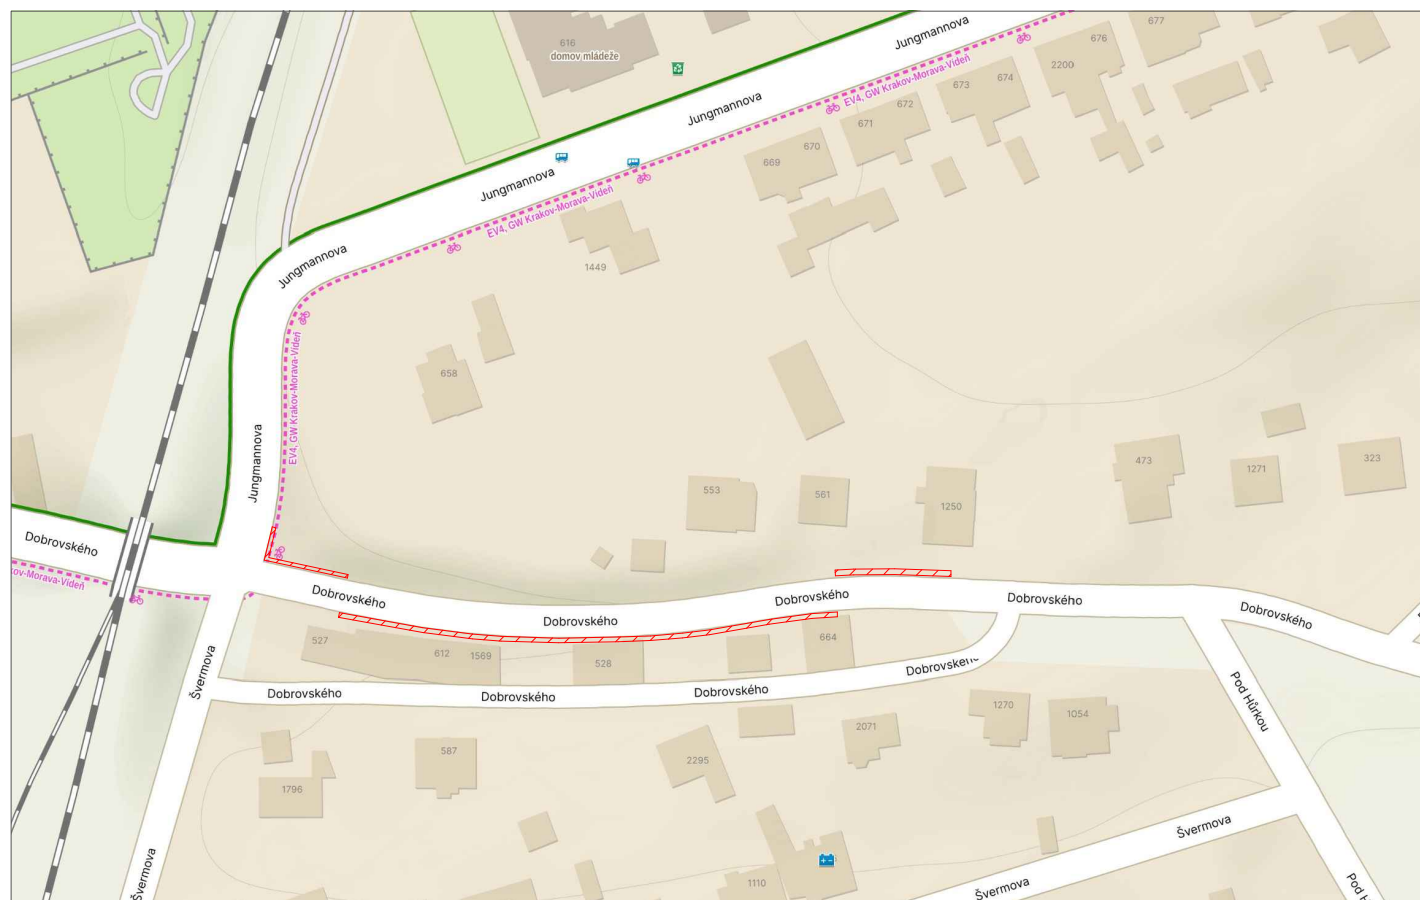 Jungmannova
677
616
domov mládeže
676
2200
EV4, GW Krakov-Morava-Vídeň
674
673
Jungmannova
672
671
670
669
Jungmannova
EV4, GW Krakov-Morava-Vídeň
Jungmannova
1449
EV4, GW Krakov-Morava-Vídeň
658
Jungmannova
473
323
1271
553
561
1250
Dobrovského
ov-Morava-Vídeň
Dobrovského
Dobrovského
Dobrovského
Dobrovského
Dobrovského
527
612
1569
528
664
Švermova
Dobrovského
Dobrovského
Dobrovského
Dobrovskéh
Pod Hůrkou
587
1796
2295
2071
1270
1054
Švermova
Švermova
1110
Švermova
Pod H